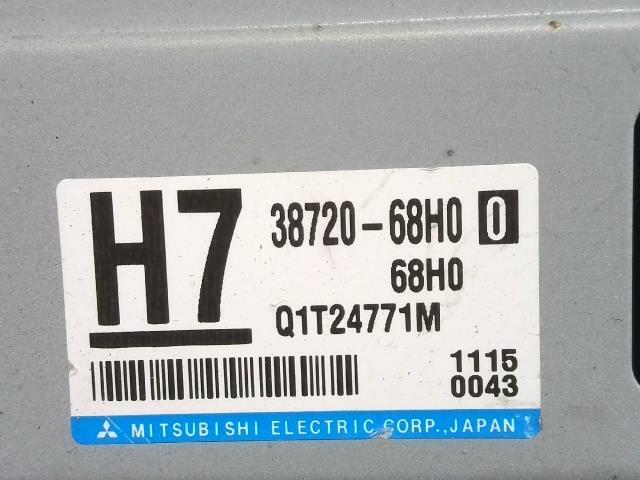 H7
38720-68H0 0
68H0
Q1T24771M
1115
0043
MITSUBISHI ELECTRIC CORP., JAPAN